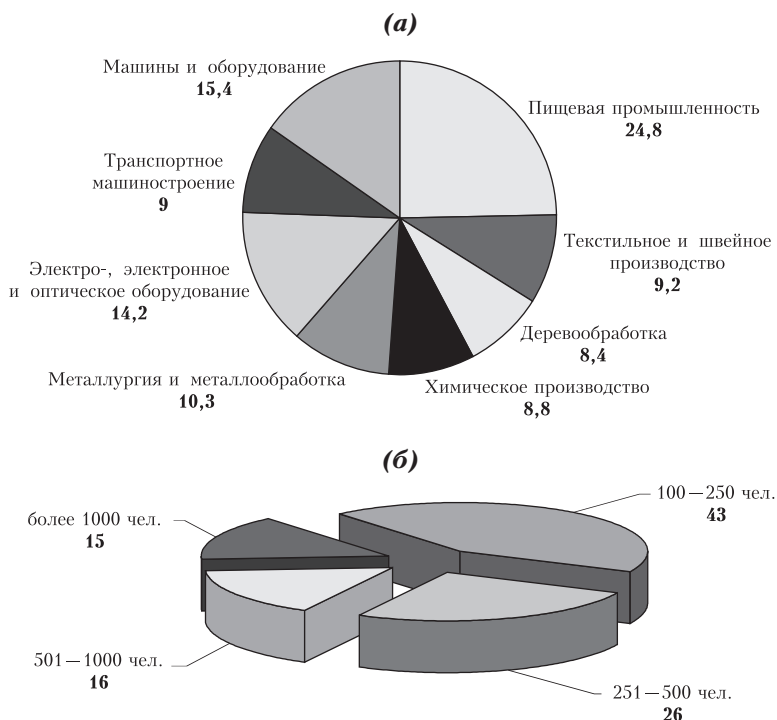 (а)
Машины и оборудование
15,4
Пищевая промышленность
24,8
Транспортное
машиностроение
9
Текстильное и швейное
производство
9,2
Электро-, электронное
и оптическое оборудование
14,2
Деревообработка
8,4
Металлургия и металлообработка
10,3
Химическое производство
8,8
(б)
100—250 чел.
43
более 1000 чел.
15
501—1000 чел.
16
251—500 чел.
26